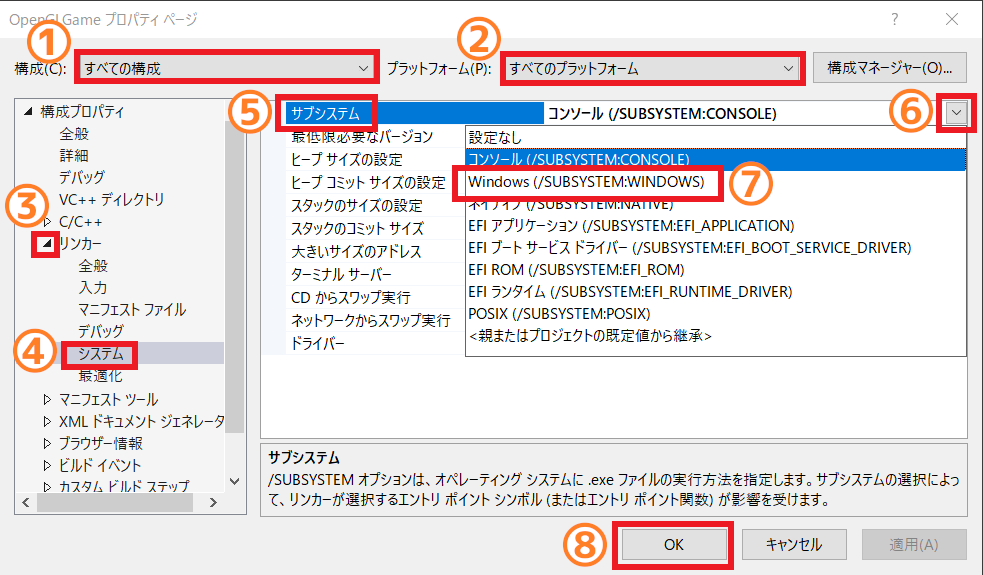 OpenGLGame プロパティ ページ
?
① ②
構成(C): すべての構成 プラットフォーム(P): すべてのプラットフォーム 構成マネージャー(O)...
構成プロパティ
全般
詳細
デバッグ
VC++ ディレクトリ
③
C/C++
リンカー
全般
入力
マニフェスト ファイル
デバッグ
④ システム
最適化
マニフェスト ツール
XML ドキュメント ジェネレータ
ブラウザー情報
ビルド イベント
カスタム ビルド ステップ
⑤ サブシステム コンソール (/SUBSYSTEM:CONSOLE) ⑥
最低限必要なバージョン
ヒープ サイズの設定
ヒープ コミット サイズの設定
スタックのサイズの設定
スタックのコミット サイズ
大きいサイズのアドレス
ターミナル サーバー
CD からスワップ実行
ネットワークからスワップ実行
ドライバー
設定なし
コンソール (/SUBSYSTEM:CONSOLE)
Windows (/SUBSYSTEM:WINDOWS) ⑦
ネイティブ (/SUBSYSTEM:NATIVE)
EFI アプリケーション (/SUBSYSTEM:EFI_APPLICATION)
EFI ブート サービス ドライバー (/SUBSYSTEM:EFI_BOOT_SERVICE_DRIVER)
EFI ROM (/SUBSYSTEM:EFI_ROM)
EFI ランタイム (/SUBSYSTEM:EFI_RUNTIME_DRIVER)
POSIX (/SUBSYSTEM:POSIX)
<親またはプロジェクトの既定値から継承>
サブシステム
/SUBSYSTEM オプションは、オペレーティング システムに .exe ファイルの実行方法を指定します。サブシステムの選択によっ
て、リンカーが選択するエントリ ポイント シンボル (またはエントリ ポイント関数) が影響を受けます。
⑧ OK キャンセル 適用(A)